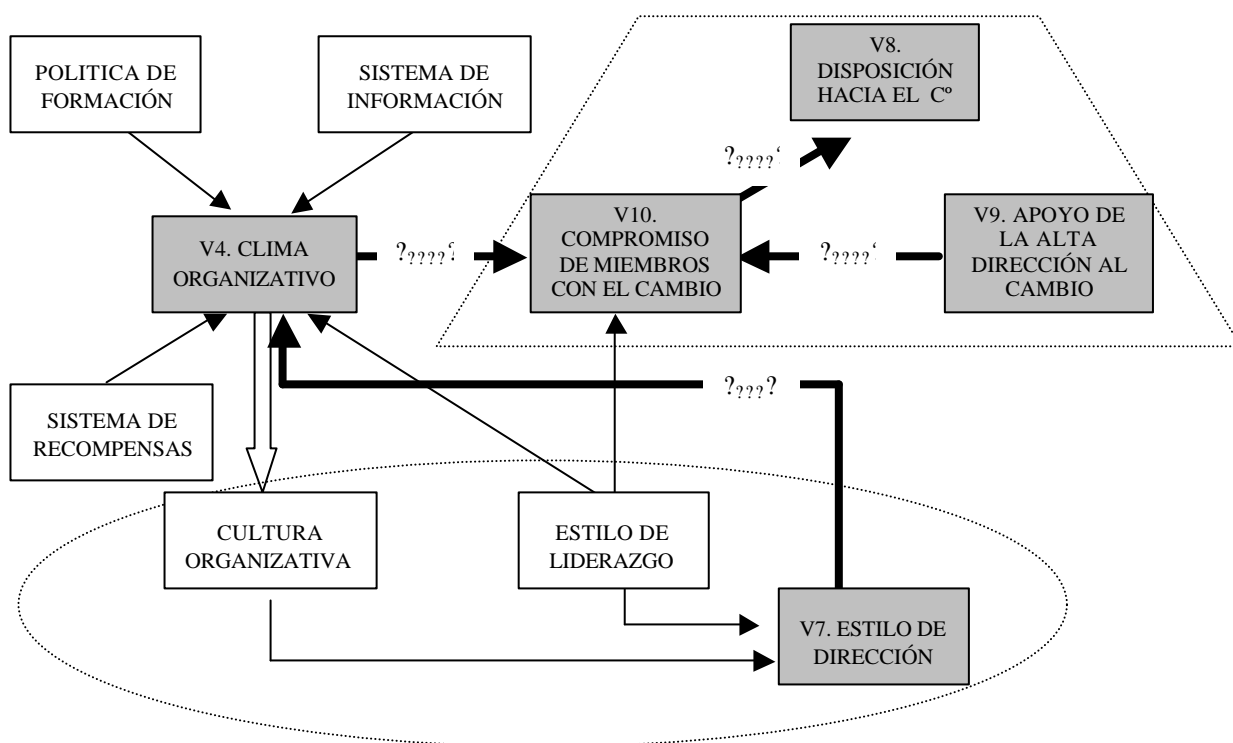 POLITICA DE
FORMACIÓN
SISTEMA DE
INFORMACIÓN
V8.
DISPOSICIÓN
HACIA EL Cº
?????‘
V4. CLIMA
ORGANIZATIVO
?????‘?
V10.
COMPROMISO
DE MIEMBROS
CON EL CAMBIO
?????‘
V9. APOYO DE
LA ALTA
DIRECCIÓN AL
CAMBIO
SISTEMA DE
RECOMPENSAS
?????
CULTURA
ORGANIZATIVA
ESTILO DE
LIDERAZGO
V7. ESTILO DE
DIRECCIÓN